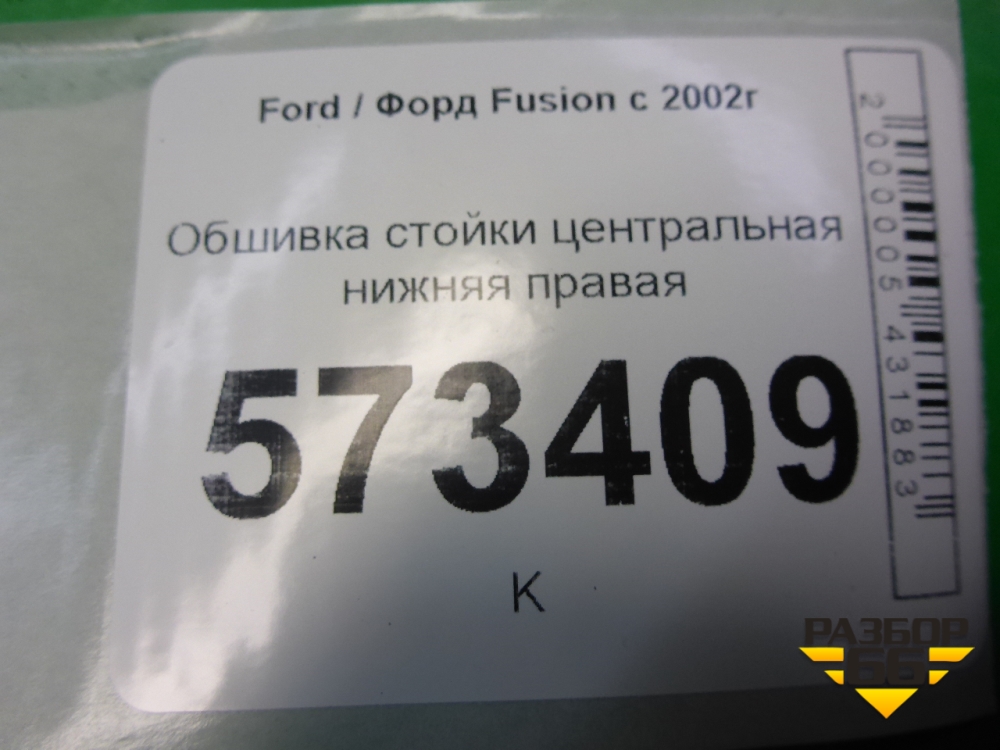 Ford / Форд Fusion с 2002г
Обшивка стойки центральная
нижняя правая
573409
К
2000005431883
РАЗБОР
66